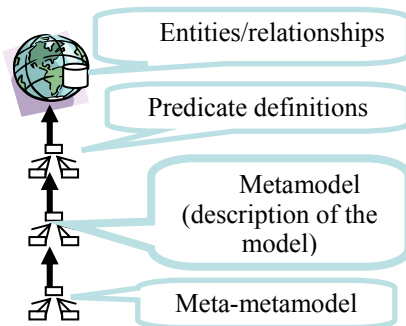 Entities/relationships
Predicate definitions
Metamodel
(description of the
model)
Meta-metamodel